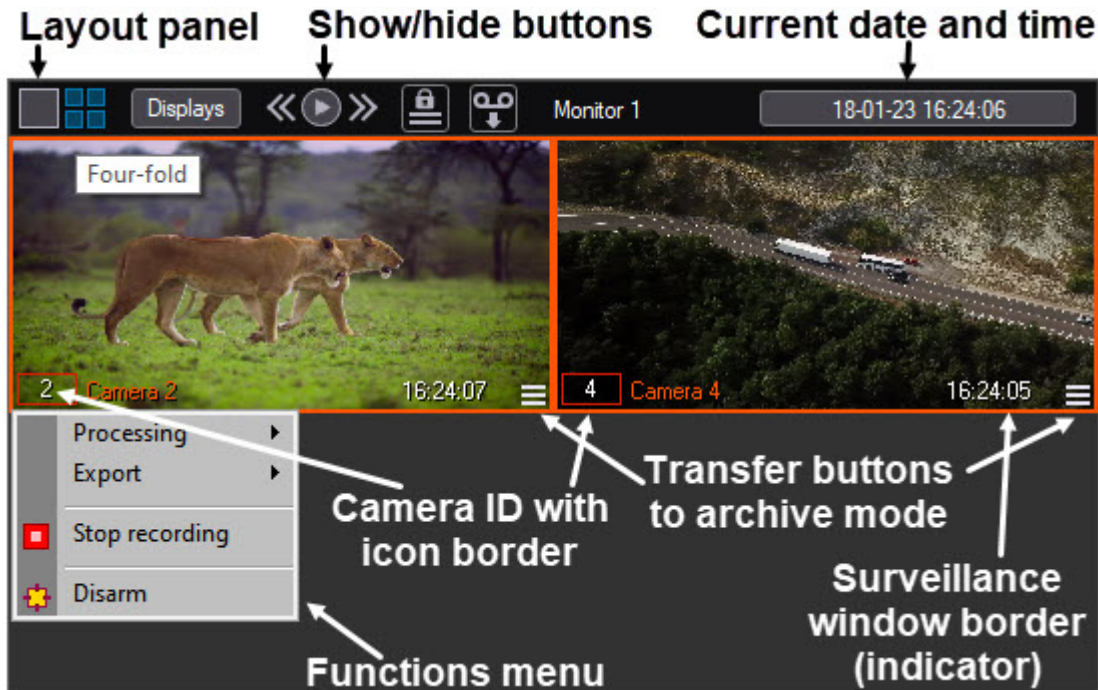 Layout panel
Show/hide buttons
Current date and time
Displays
Monitor 1
18-01-23 16:24:06
Four-fold
2
Camera 2
16:24:07
4
Camera 4
16:24:05
Processing
Export
Stop recording
Disarm
Camera ID with
icon border
Transfer buttons
to archive mode
Surveillance
window border
(indicator)
Functions menu